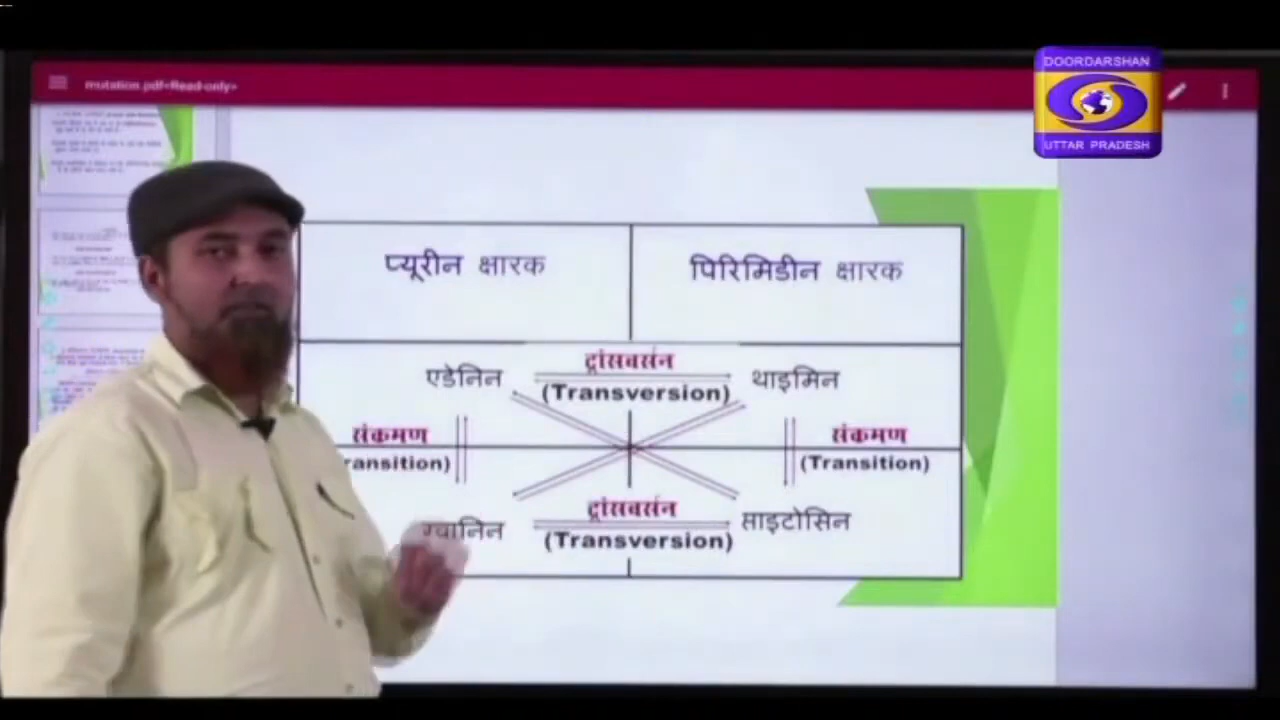 mutation.pdf<Read-only>
DOORDARSHAN
UTTAR PRADESH
प्यूरीन क्षारक
पिरिमिडीन क्षारक
ट्रांसवर्सन
एडेनिन
थाइमिन
(Transversion)
संक्रमण
संक्रमण
ransition)
(Transition)
ट्रांसवर्सन
ग्वानिन
साइटोसिन
(Transversion)